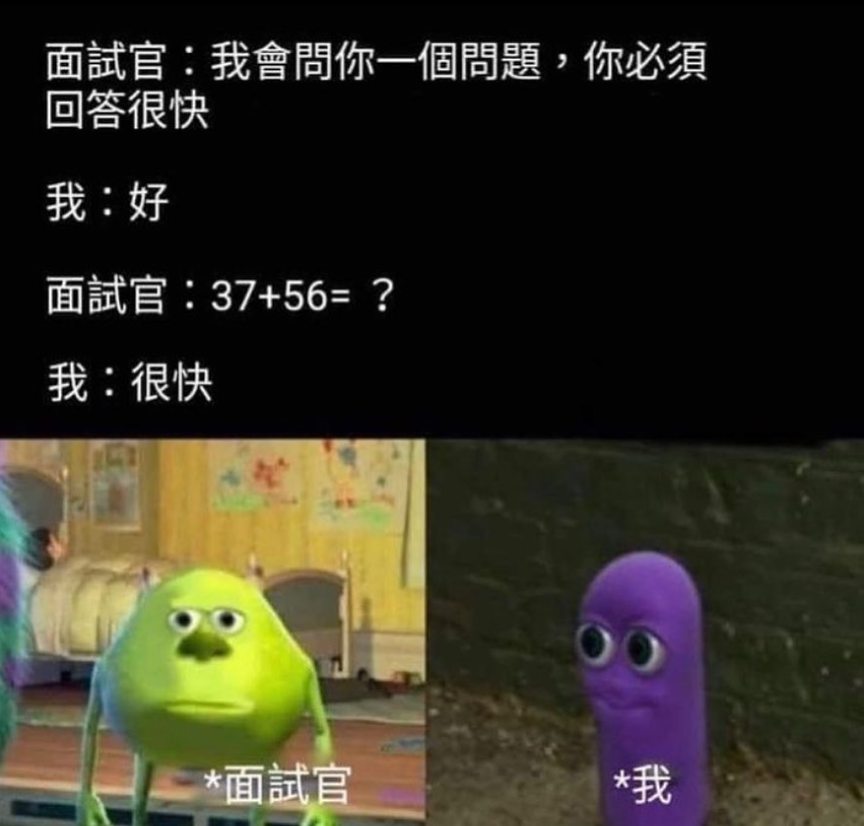 面試官：我會問你一個問題，你必須
回答很快
我：好
面試官：37+56= ？
我：很快
*面試官
*我